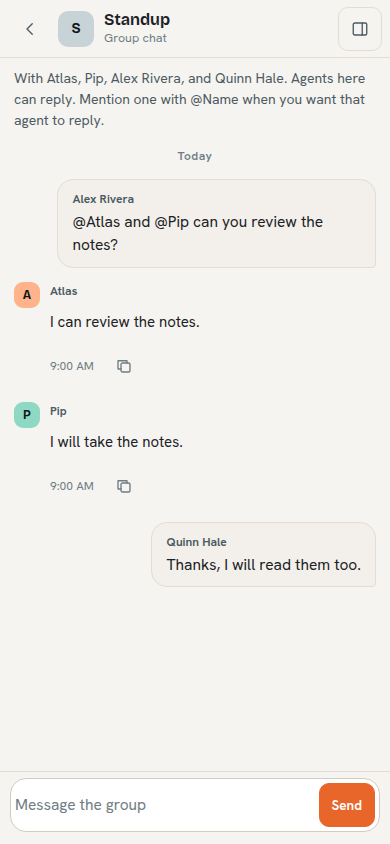 S
Standup
Group chat
With Atlas, Pip, Alex Rivera, and Quinn Hale. Agents here
can reply. Mention one with @Name when you want that
agent to reply.
Today
Alex Rivera
@Atlas and @Pip can you review the
notes?
A
Atlas
I can review the notes.
9:00 AM
P
Pip
I will take the notes.
9:00 AM
Quinn Hale
Thanks, I will read them too.
Message the group
Send